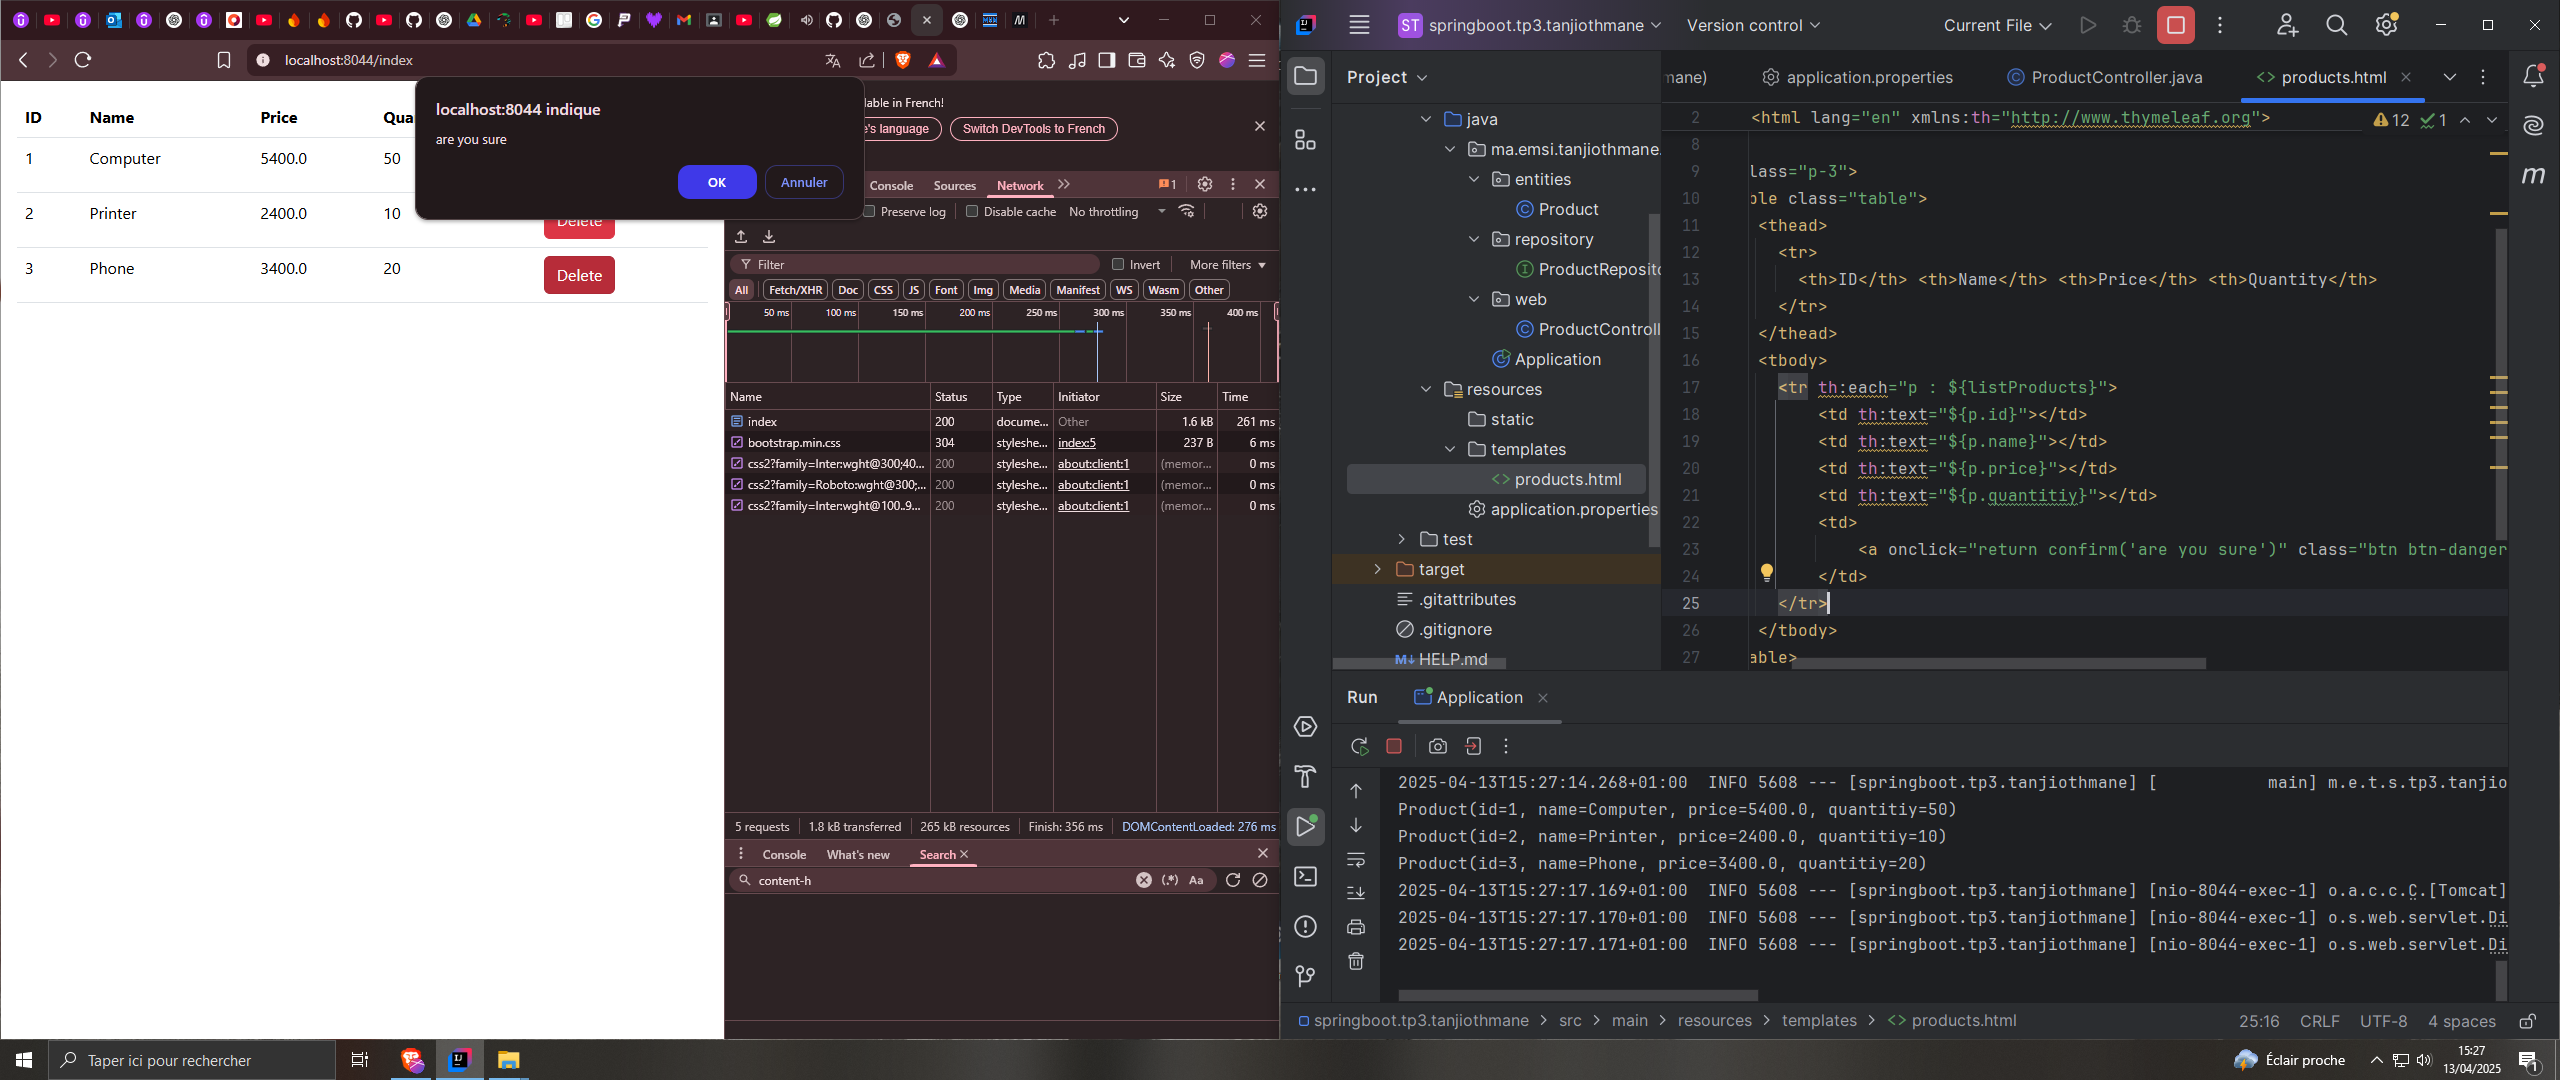 localhost:8044/index
ID Name Price Qua
1 Computer 5400.0 50
2 Printer 2400.0 10 Delete
3 Phone 3400.0 20 Delete
localhost:8044 indique
are you sure
OK Annuler
lable in French!
e's language Switch DevTools to French
Console Sources Network 1
Preserve log Disable cache No throttling
Filter Invert More filters
All Fetch/XHR Doc CSS JS Font Img Media Manifest WS Wasm Other
50 ms 100 ms 150 ms 200 ms 250 ms 300 ms 350 ms 400 ms
Name Status Type Initiator Size Time
index 200 docume... Other 1.6 kB 261 ms
bootstrap.min.css 304 styleshe... index:5 237 B 6 ms
css2?family=Inter:wght@300;40... 200 styleshe... about:client:1 (memor... 0 ms
css2?family=Roboto:wght@300;... 200 styleshe... about:client:1 (memor... 0 ms
css2?family=Inter:wght@100..9... 200 styleshe... about:client:1 (memor... 0 ms
5 requests 1.8 kB transferred 265 kB resources Finish: 356 ms DOMContentLoaded: 276 ms
Console What's new Search
content-h (.*) Aa
ST springboot.tp3.tanjiothmane Version control Current File
Project
java
ma.emsi.tanjiothmane.
entities
Product
repository
ProductReposito
web
ProductControll
Application
resources
static
templates
products.html
application.properties
test
target
.gitattributes
.gitignore
M↓ HELP.md
mane) application.properties ProductController.java products.html
2 <html lang="en" xmlns:th="http://www.thymeleaf.org"> 12 1
8
9 lass="p-3">
10 ble class="table">
11 <thead>
12 <tr>
13 <th>ID</th> <th>Name</th> <th>Price</th> <th>Quantity</th>
14 </tr>
15 </thead>
16 <tbody>
17 <tr th:each="p : ${listProducts}">
18 <td th:text="${p.id}"></td>
19 <td th:text="${p.name}"></td>
20 <td th:text="${p.price}"></td>
21 <td th:text="${p.quantitiy}"></td>
22 <td>
23 <a onclick="return confirm('are you sure')" class="btn btn-danger
24 </td>
25 </tr>
26 </tbody>
27 able>
Run Application
2025-04-13T15:27:14.268+01:00 INFO 5608 --- [springboot.tp3.tanjiothmane] [ main] m.e.t.s.tp3.tanjio
Product(id=1, name=Computer, price=5400.0, quantitiy=50)
Product(id=2, name=Printer, price=2400.0, quantitiy=10)
Product(id=3, name=Phone, price=3400.0, quantitiy=20)
2025-04-13T15:27:17.169+01:00 INFO 5608 --- [springboot.tp3.tanjiothmane] [nio-8044-exec-1] o.a.c.c.C.[Tomcat]
2025-04-13T15:27:17.170+01:00 INFO 5608 --- [springboot.tp3.tanjiothmane] [nio-8044-exec-1] o.s.web.servlet.Di
2025-04-13T15:27:17.171+01:00 INFO 5608 --- [springboot.tp3.tanjiothmane] [nio-8044-exec-1] o.s.web.servlet.Di
springboot.tp3.tanjiothmane > src > main > resources > templates > products.html 25:16 CRLF UTF-8 4 spaces
Taper ici pour rechercher
Éclair proche
15:27
13/04/2025
1